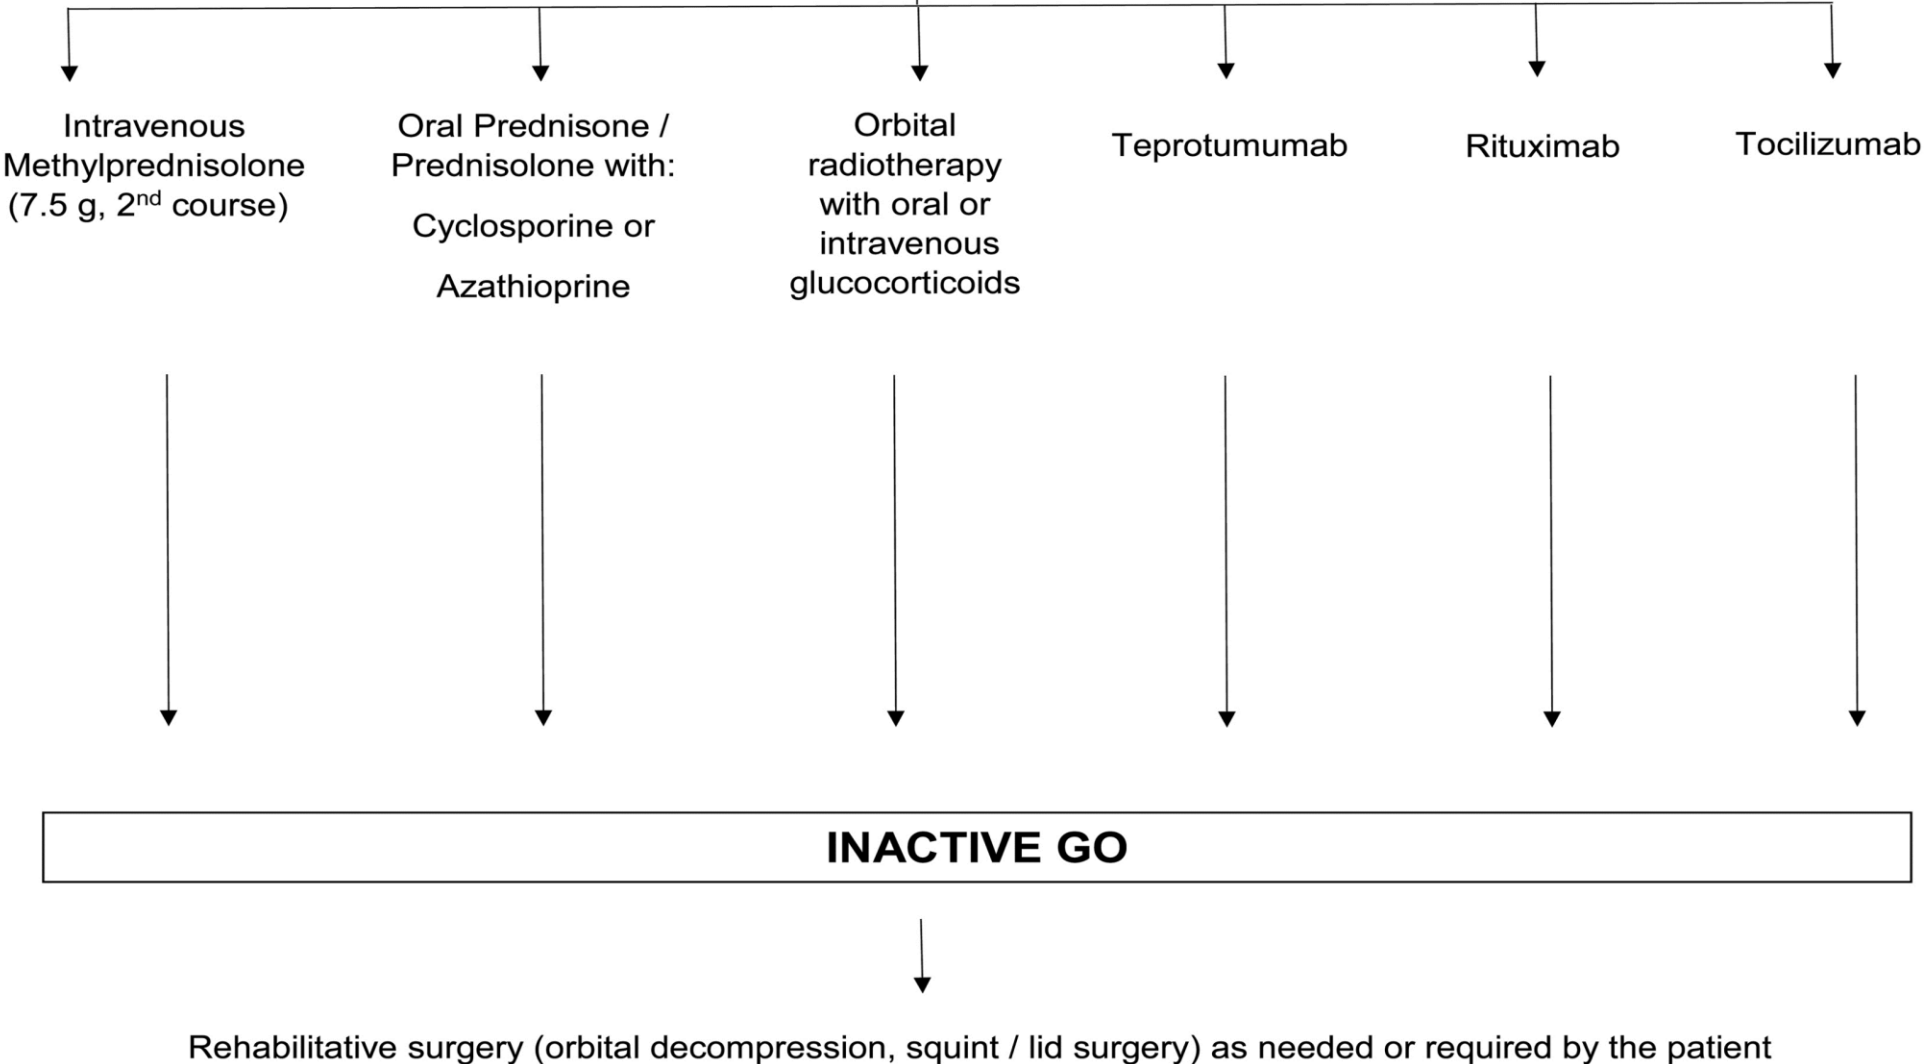 Intravenous
Methylprednisolone
(7.5 g, 2nd course)
Oral Prednisone /
Prednisolone with:
Cyclosporine or
Azathioprine
Orbital
radiotherapy
with oral or
intravenous
glucocorticoids
Teprotumumab
Rituximab
Tocilizumab
INACTIVE GO
Rehabilitative surgery (orbital decompression, squint / lid surgery) as needed or required by the patient